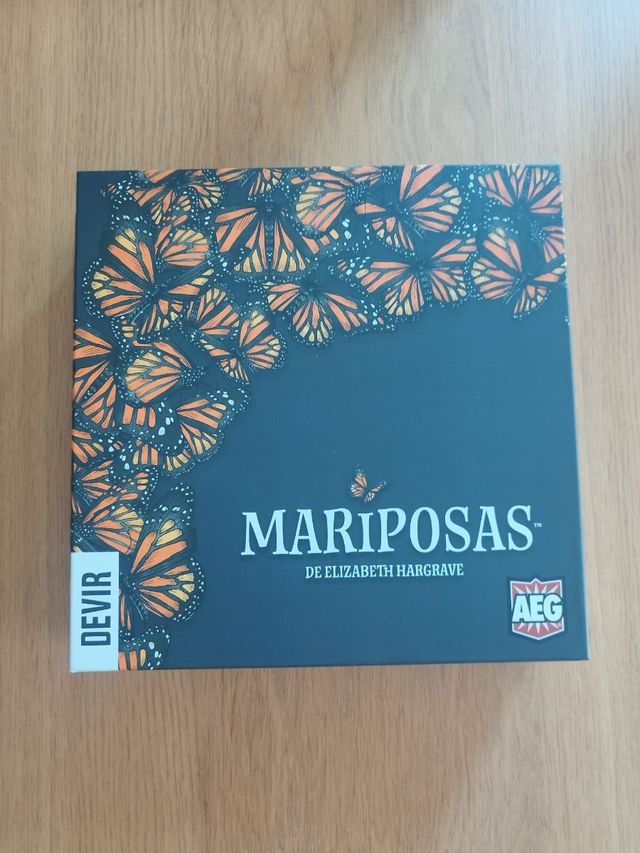 MARIPOSAS™
DE ELIZABETH HARGRAVE
DEVIR
AEG